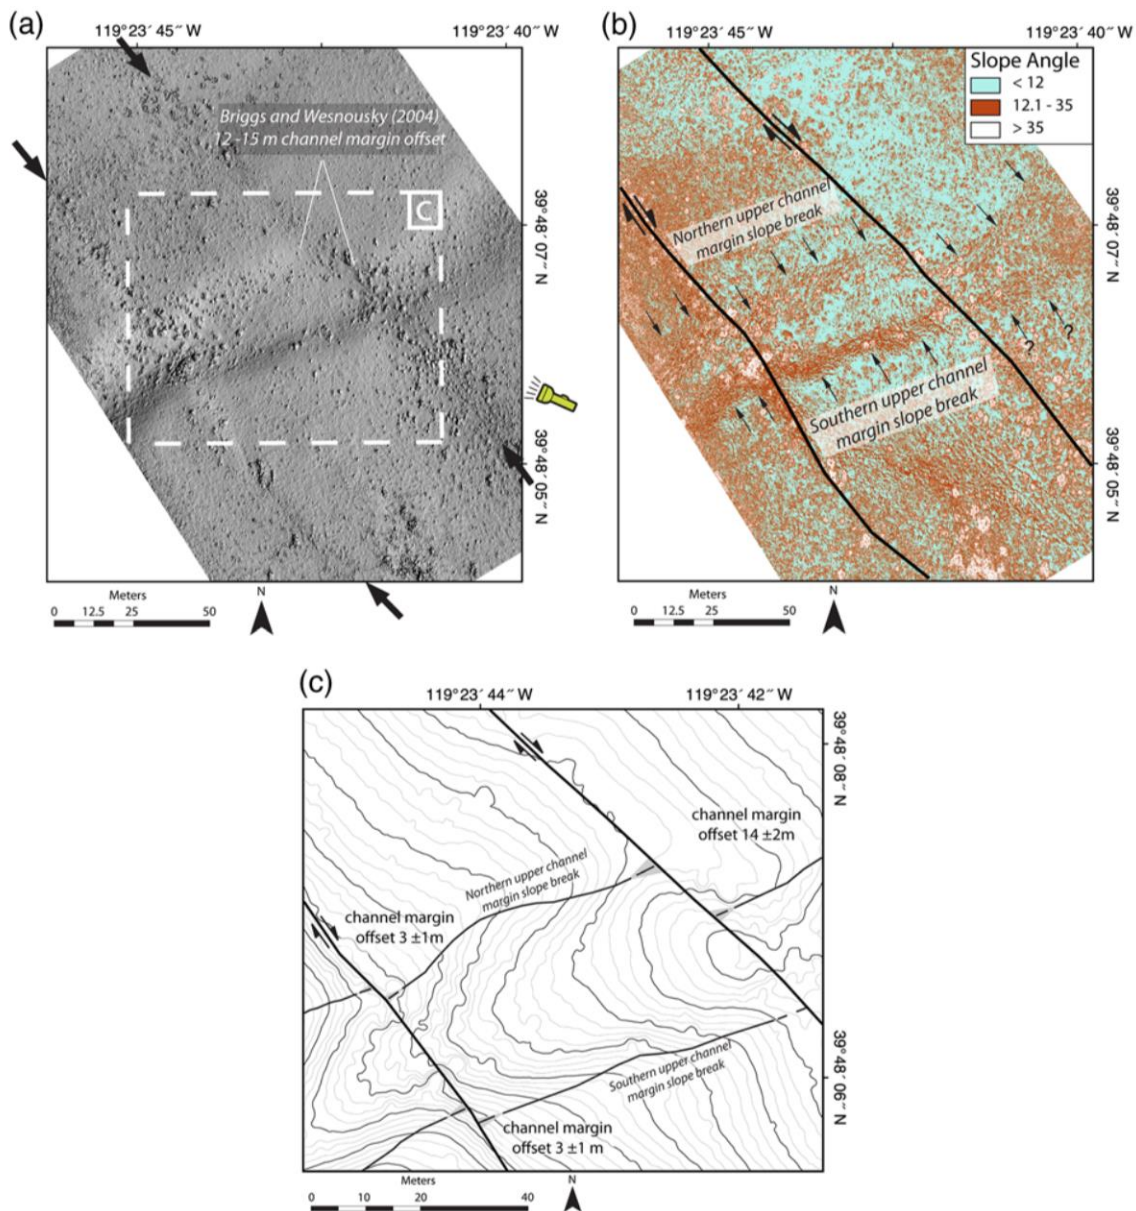 (a)
119°23′ 45″ W
119°23′ 40″ W
Briggs and Wesnousky (2004)
12-15 m channel margin offset
C
39°48′ 07″ N
39°48′ 05″ N
Meters
0 12.5 25 50
N
(b)
119°23′ 45″ W
119°23′ 40″ W
Slope Angle
< 12
12.1 - 35
> 35
Northern upper channel
margin slope break
? ?
Southern upper channel
margin slope break
39°48′ 07″ N
39°48′ 05″ N
Meters
0 12.5 25 50
N
(c)
119°23′ 44″ W
119°23′ 42″ W
39°48′ 08″ N
channel margin
offset 14 ±2m
Northern upper channel
margin slope break
channel margin
offset 3 ±1m
39°48′ 06″ N
Southern upper channel
margin slope break
channel margin
offset 3 ±1 m
Meters
0 10 20 40
N